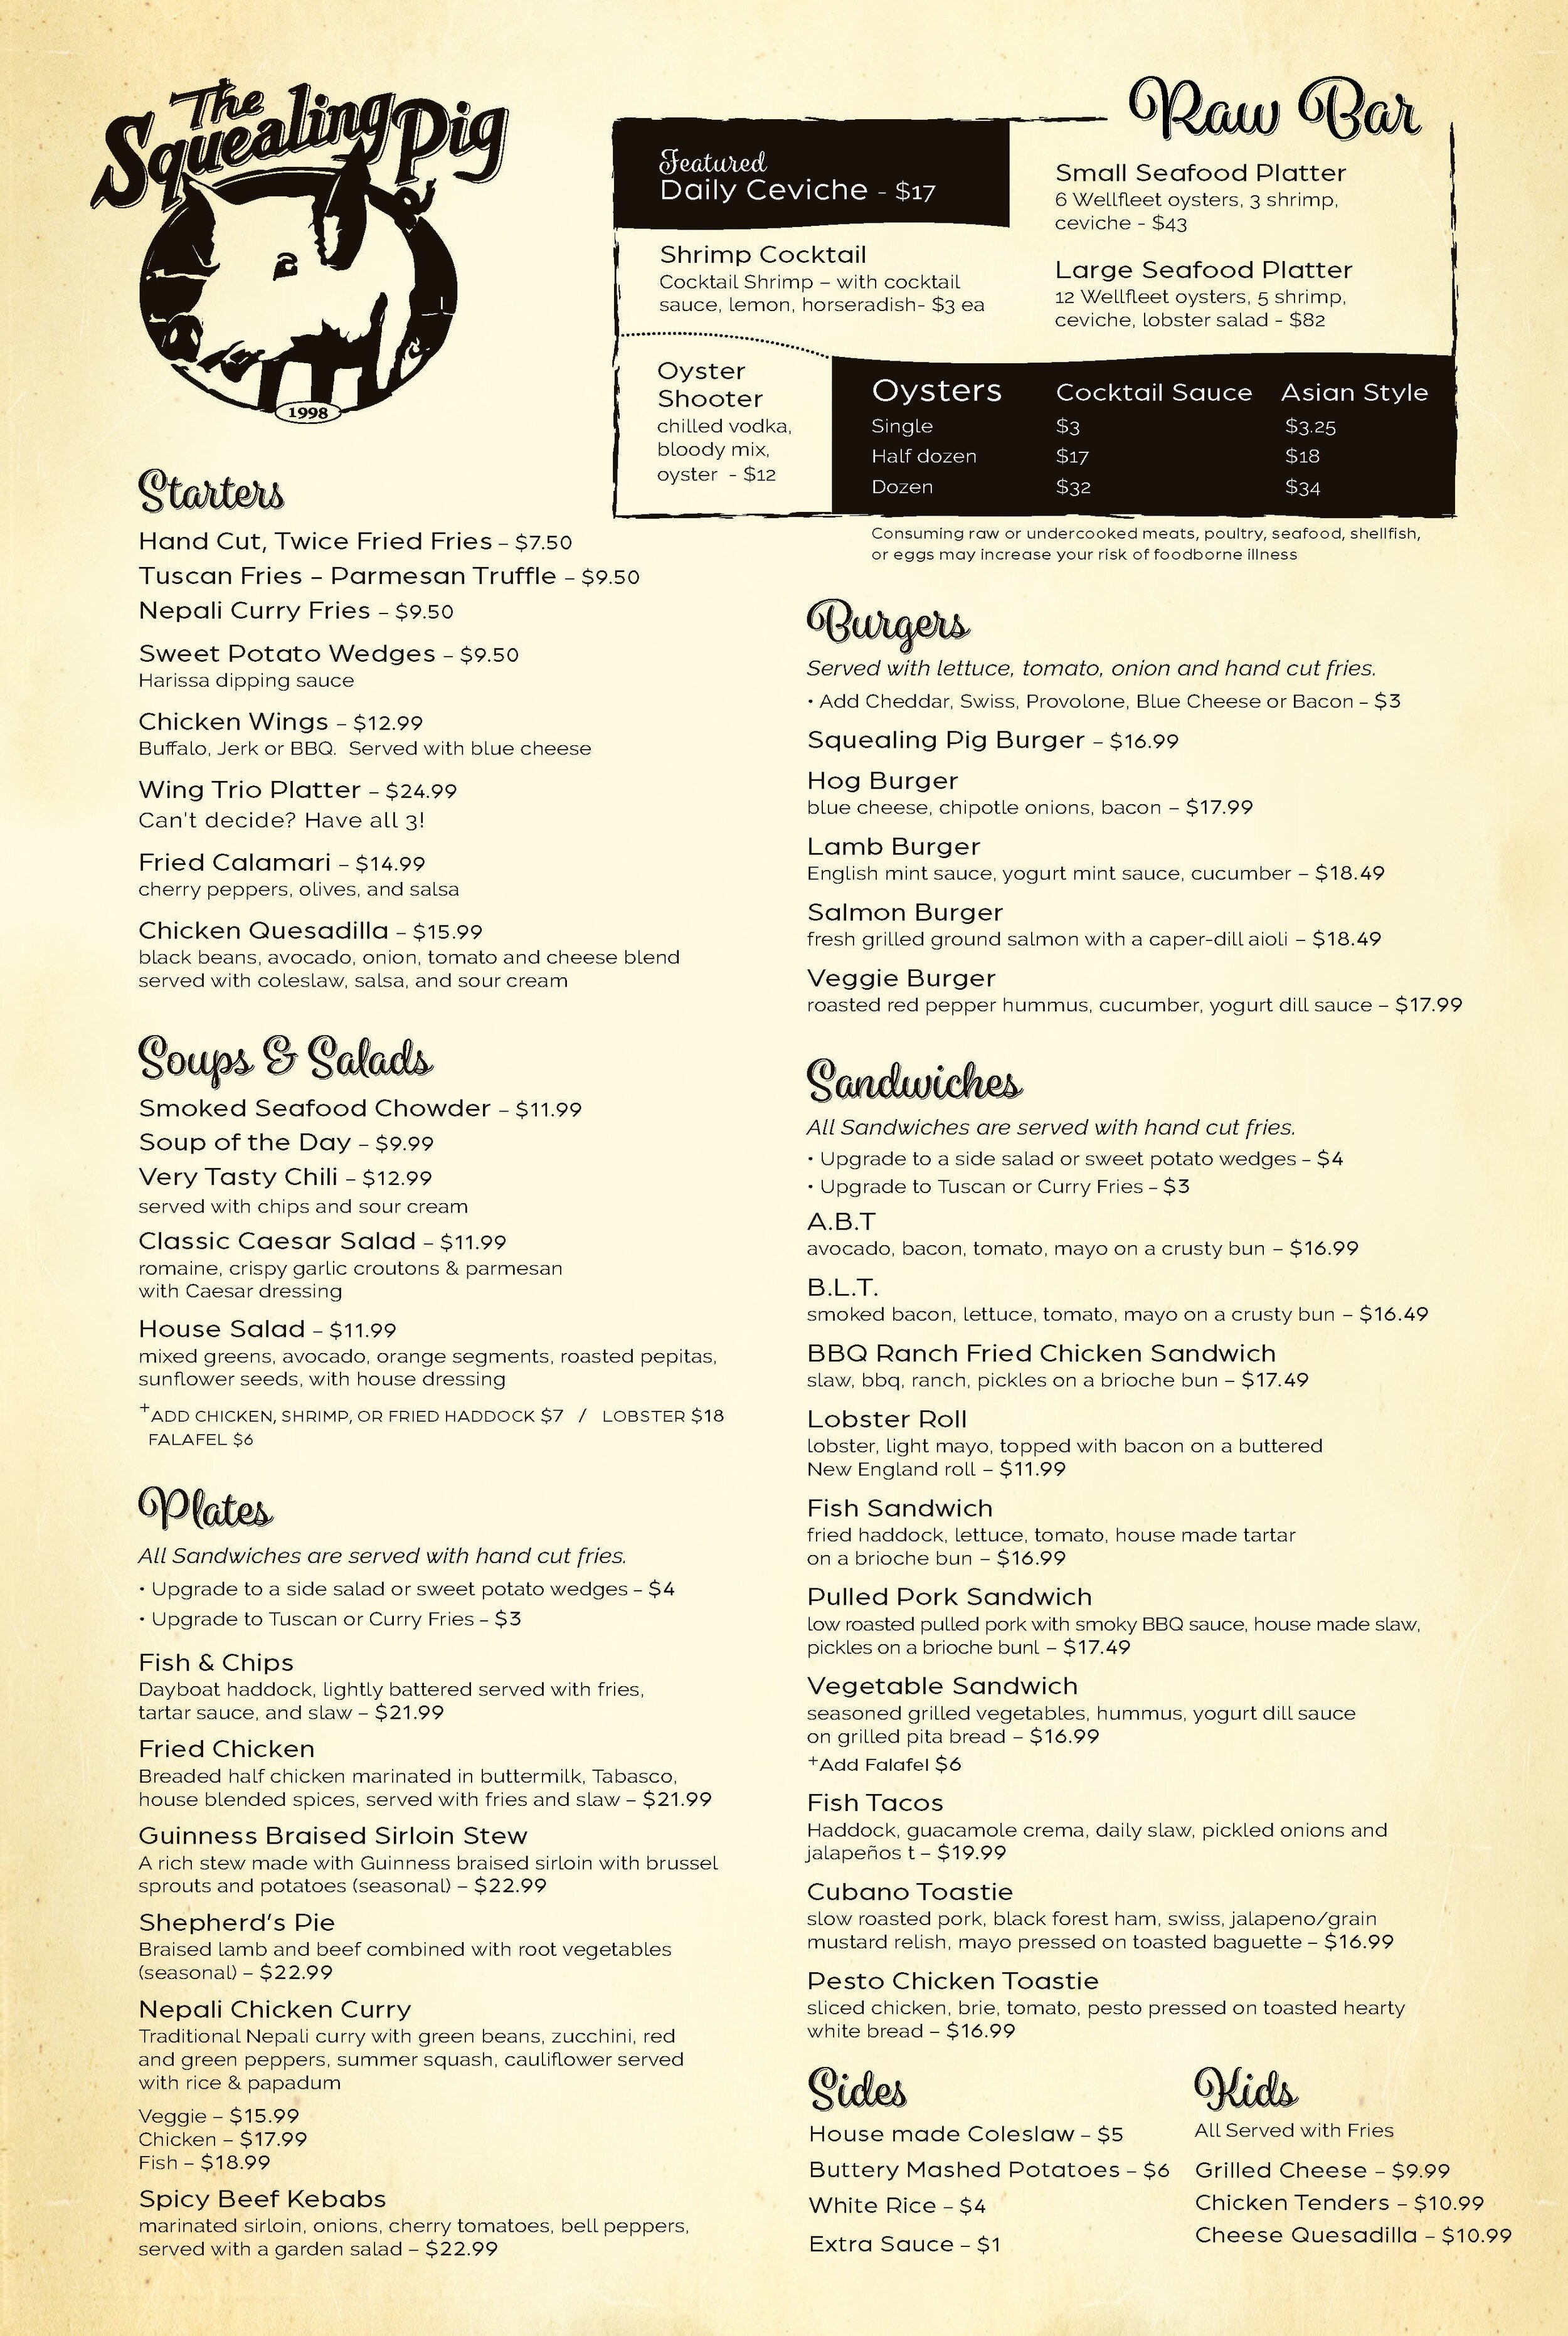 The
Squealing Pig
1998
Raw Bar
Featured
Daily Ceviche - $17
Shrimp Cocktail
Cocktail Shrimp – with cocktail
sauce, lemon, horseradish- $3 ea
Small Seafood Platter
6 Wellfleet oysters, 3 shrimp,
ceviche - $43
Large Seafood Platter
12 Wellfleet oysters, 5 shrimp,
ceviche, lobster salad - $82
Oyster
Shooter
chilled vodka,
bloody mix,
oyster - $12
Oysters Cocktail Sauce Asian Style
Single $3 $3.25
Half dozen $17 $18
Dozen $32 $34
Consuming raw or undercooked meats, poultry, seafood, shellfish,
or eggs may increase your risk of foodborne illness
Starters
Hand Cut, Twice Fried Fries – $7.50
Tuscan Fries – Parmesan Truffle – $9.50
Nepali Curry Fries – $9.50
Sweet Potato Wedges – $9.50
Harissa dipping sauce
Chicken Wings – $12.99
Buffalo, Jerk or BBQ. Served with blue cheese
Wing Trio Platter – $24.99
Can't decide? Have all 3!
Fried Calamari – $14.99
cherry peppers, olives, and salsa
Chicken Quesadilla – $15.99
black beans, avocado, onion, tomato and cheese blend
served with coleslaw, salsa, and sour cream
Soups & Salads
Smoked Seafood Chowder – $11.99
Soup of the Day – $9.99
Very Tasty Chili – $12.99
served with chips and sour cream
Classic Caesar Salad – $11.99
romaine, crispy garlic croutons & parmesan
with Caesar dressing
House Salad – $11.99
mixed greens, avocado, orange segments, roasted pepitas,
sunflower seeds, with house dressing
+ADD CHICKEN, SHRIMP, OR FRIED HADDOCK $7 / LOBSTER $18
FALAFEL $6
Plates
All Sandwiches are served with hand cut fries.
• Upgrade to a side salad or sweet potato wedges – $4
• Upgrade to Tuscan or Curry Fries – $3
Fish & Chips
Dayboat haddock, lightly battered served with fries,
tartar sauce, and slaw – $21.99
Fried Chicken
Breaded half chicken marinated in buttermilk, Tabasco,
house blended spices, served with fries and slaw – $21.99
Guinness Braised Sirloin Stew
A rich stew made with Guinness braised sirloin with brussel
sprouts and potatoes (seasonal) – $22.99
Shepherd's Pie
Braised lamb and beef combined with root vegetables
(seasonal) – $22.99
Nepali Chicken Curry
Traditional Nepali curry with green beans, zucchini, red
and green peppers, summer squash, cauliflower served
with rice & papadum
Veggie – $15.99
Chicken – $17.99
Fish – $18.99
Spicy Beef Kebabs
marinated sirloin, onions, cherry tomatoes, bell peppers,
served with a garden salad – $22.99
Burgers
Served with lettuce, tomato, onion and hand cut fries.
• Add Cheddar, Swiss, Provolone, Blue Cheese or Bacon – $3
Squealing Pig Burger – $16.99
Hog Burger
blue cheese, chipotle onions, bacon – $17.99
Lamb Burger
English mint sauce, yogurt mint sauce, cucumber – $18.49
Salmon Burger
fresh grilled ground salmon with a caper-dill aioli – $18.49
Veggie Burger
roasted red pepper hummus, cucumber, yogurt dill sauce – $17.99
Sandwiches
All Sandwiches are served with hand cut fries.
• Upgrade to a side salad or sweet potato wedges – $4
• Upgrade to Tuscan or Curry Fries – $3
A.B.T
avocado, bacon, tomato, mayo on a crusty bun – $16.99
B.L.T.
smoked bacon, lettuce, tomato, mayo on a crusty bun – $16.49
BBQ Ranch Fried Chicken Sandwich
slaw, bbq, ranch, pickles on a brioche bun – $17.49
Lobster Roll
lobster, light mayo, topped with bacon on a buttered
New England roll – $11.99
Fish Sandwich
fried haddock, lettuce, tomato, house made tartar
on a brioche bun – $16.99
Pulled Pork Sandwich
low roasted pulled pork with smoky BBQ sauce, house made slaw,
pickles on a brioche bunl – $17.49
Vegetable Sandwich
seasoned grilled vegetables, hummus, yogurt dill sauce
on grilled pita bread – $16.99
+Add Falafel $6
Fish Tacos
Haddock, guacamole crema, daily slaw, pickled onions and
jalapeños t – $19.99
Cubano Toastie
slow roasted pork, black forest ham, swiss, jalapeno/grain
mustard relish, mayo pressed on toasted baguette – $16.99
Pesto Chicken Toastie
sliced chicken, brie, tomato, pesto pressed on toasted hearty
white bread – $16.99
Sides
House made Coleslaw – $5
Buttery Mashed Potatoes – $6
White Rice – $4
Extra Sauce – $1
Kids
All Served with Fries
Grilled Cheese – $9.99
Chicken Tenders – $10.99
Cheese Quesadilla – $10.99